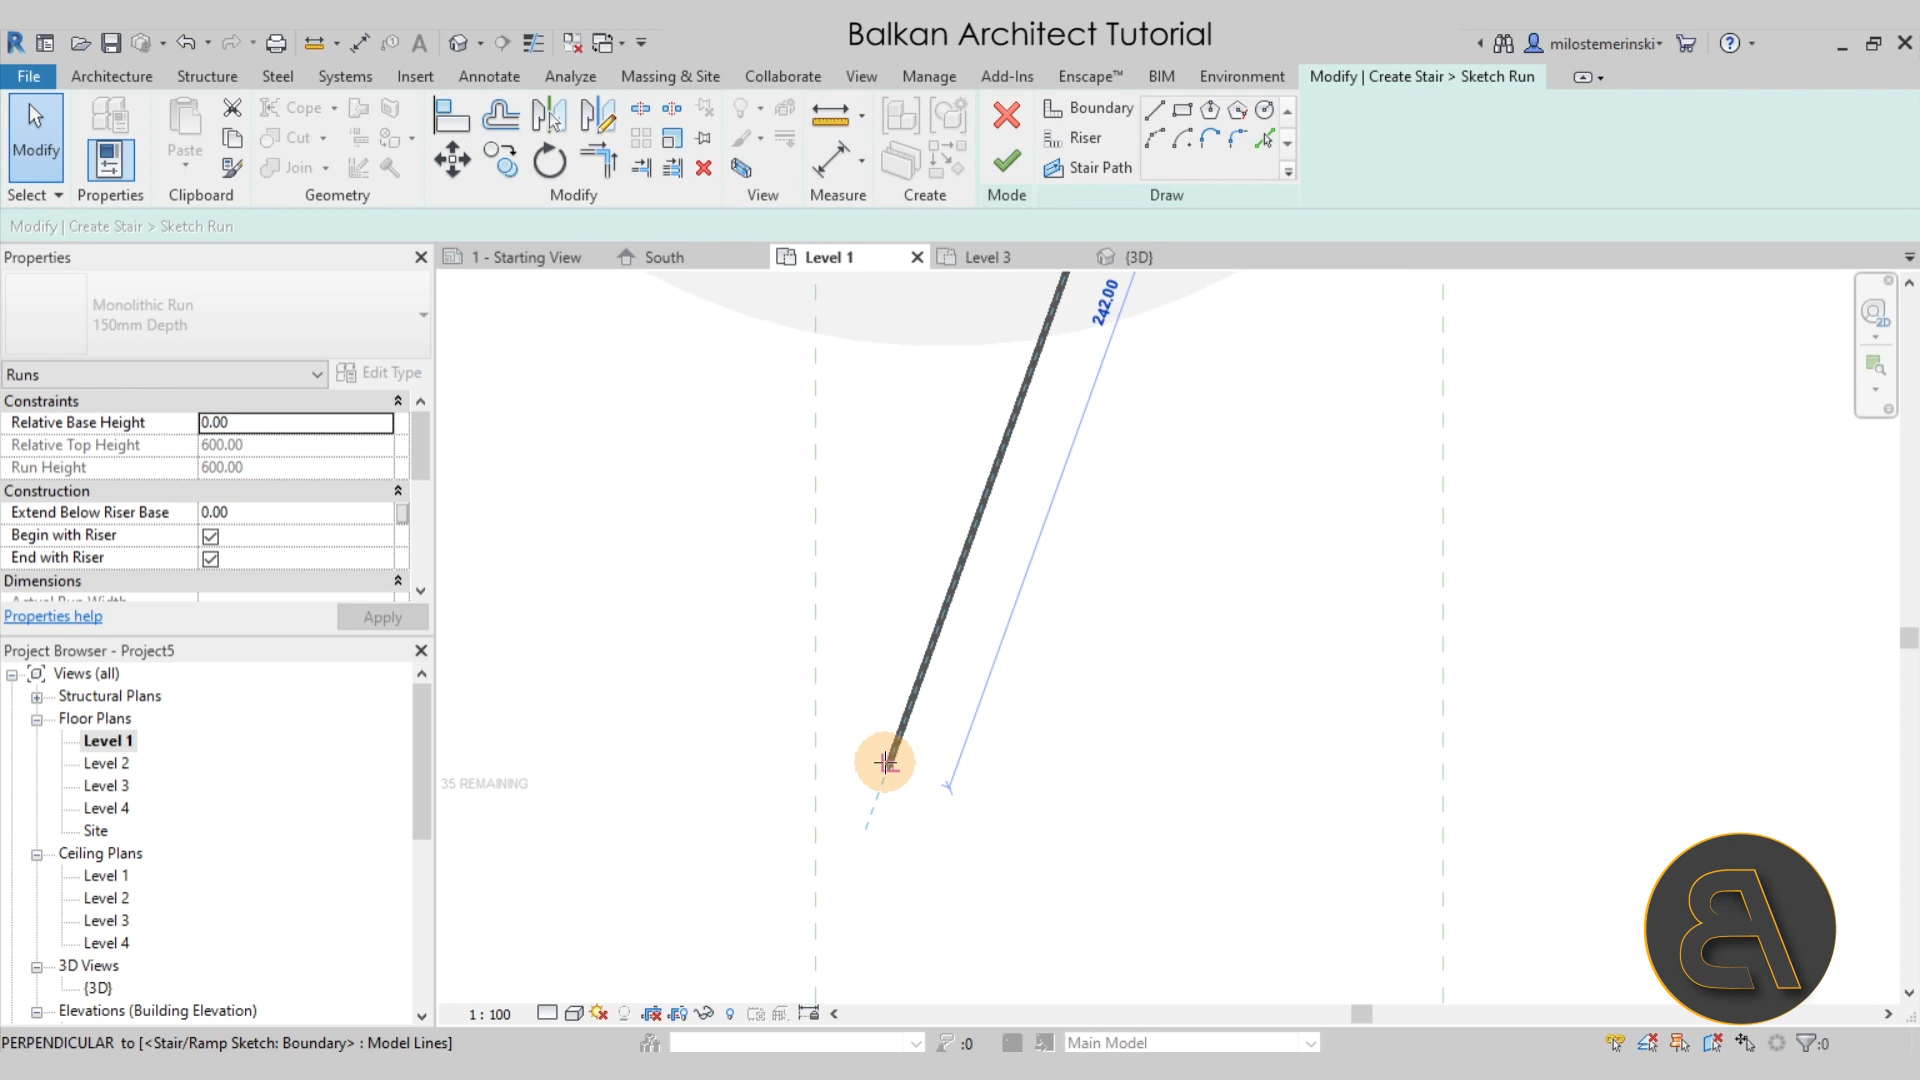 Balkan Architect Tutorial
milostemerinski
File Architecture Structure Steel Systems Insert Annotate Analyze Massing & Site Collaborate View Manage Add-Ins Enscape™ BIM Environment Modify | Create Stair > Sketch Run
Modify
Paste
Cope
Cut
Join
Boundary
Riser
Stair Path
Select Properties Clipboard Geometry Modify View Measure Create Mode Draw
Modify | Create Stair > Sketch Run
Properties
1 - Starting View South Level 1 Level 3 {3D}
Monolithic Run
150mm Depth
Runs Edit Type
Constraints
Relative Base Height 0.00
Relative Top Height 600.00
Run Height 600.00
Construction
Extend Below Riser Base 0.00
Begin with Riser
End with Riser
Dimensions
Actual Run Width
Properties help Apply
242.00
2D
35 REMAINING
Project Browser - Project5
Views (all)
Structural Plans
Floor Plans
Level 1
Level 2
Level 3
Level 4
Site
Ceiling Plans
Level 1
Level 2
Level 3
Level 4
3D Views
{3D}
Elevations (Building Elevation)
1 : 100
PERPENDICULAR to [<Stair/Ramp Sketch: Boundary> : Model Lines]
:0
Main Model
:0